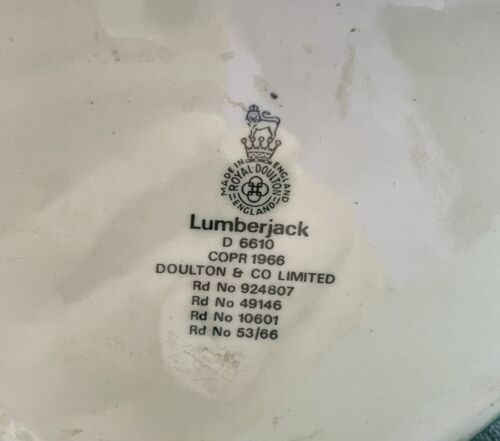 MADE IN ENGLAND
ROYAL DOULTON
ENGLAND
Lumberjack
D 6610
COPR 1966
DOULTON & CO LIMITED
Rd No 924807
Rd No 49146
Rd No 10601
Rd No 53/66